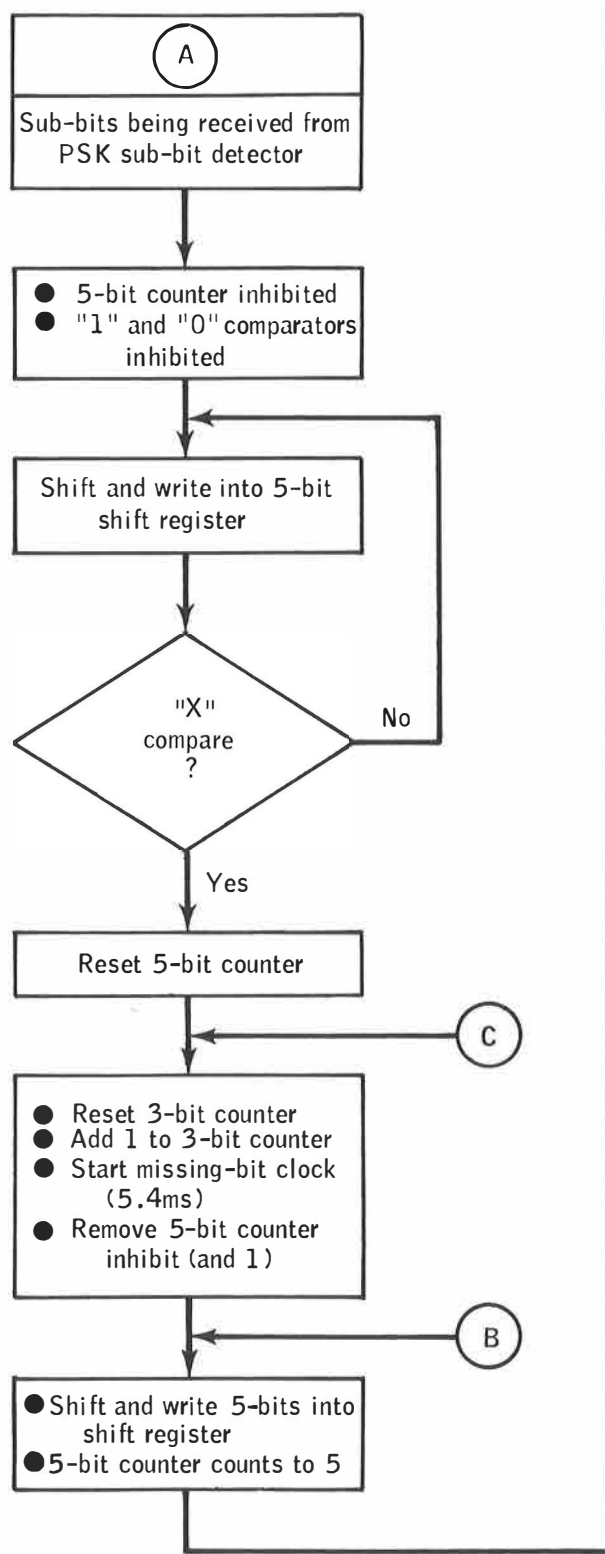 A
Sub-bits being received from
PSK sub-bit detector
● 5-bit counter inhibited
● "1" and "0" comparators
inhibited
Shift and write into 5-bit
shift register
"X"
compare
?
No
Yes
Reset 5-bit counter
C
● Reset 3-bit counter
● Add 1 to 3-bit counter
● Start missing-bit clock
(5.4ms)
● Remove 5-bit counter
inhibit (and 1)
B
● Shift and write 5-bits into
shift register
● 5-bit counter counts to 5